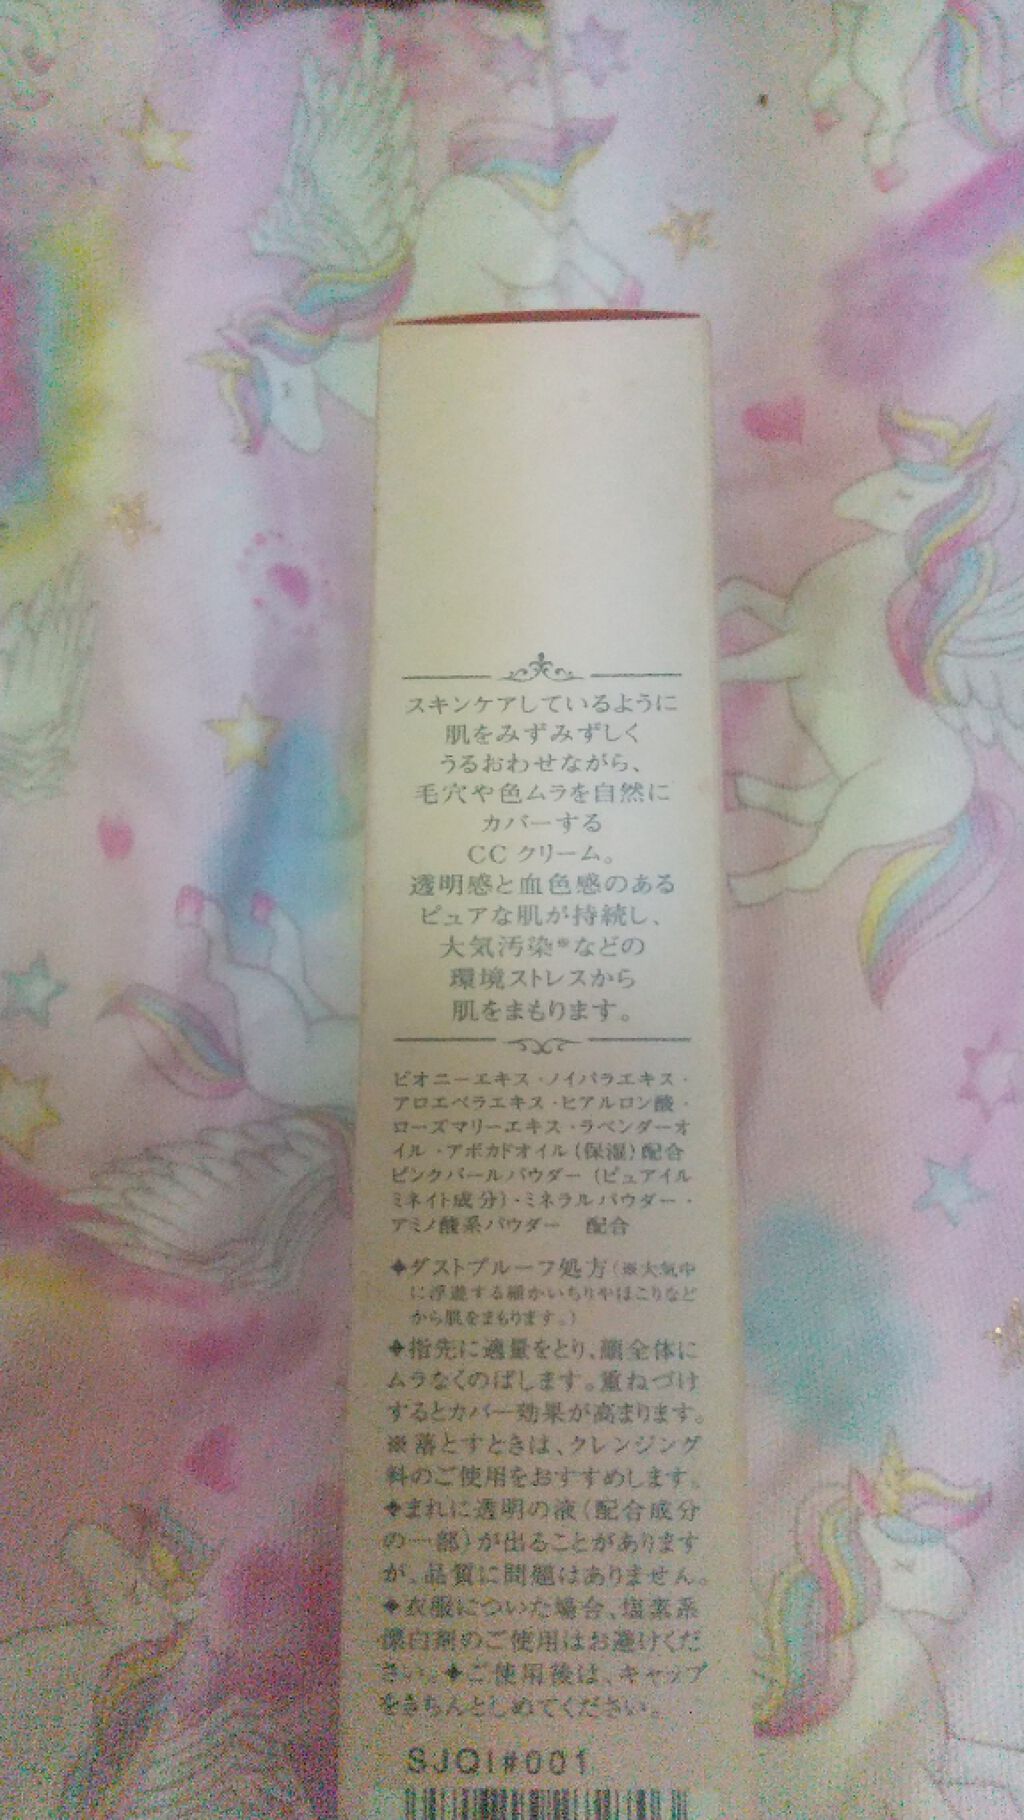 スキンケアしているように
肌をみずみずしく
うるおわせながら、
毛穴や色ムラを自然に
カバーする
CC クリーム。
透明感と血色感のある
ピュアな肌が持続し、
大気汚染※などの
環境ストレスから
肌をまもります。
ピオニーエキス・ノイバラエキス・
アロエベラエキス・ヒアルロン酸・
ローズマリーエキス・ラベンダーオ
イル・アボカドオイル（保湿）配合
ピンクパールパウダー（ピュアイル
ミネイト成分）・ミネラルパウダー・
アミノ酸系パウダー　配合
◆ダストプルーフ処方（※大気中
に浮遊する細かいちりやほこりなど
から肌をまもります。）
◆指先に適量をとり、顔全体に
ムラなくのばします。重ねづけ
するとカバー効果が高まります。
※落とすときは、クレンジング
料のご使用をおすすめします。
◆まれに透明の液（配合成分
の一部）が出ることがあります
が、品質に問題はありません。
◆衣服についた場合、塩素系
漂白剤のご使用はお避けくだ
さい。◆ご使用後は、キャップ
をきちんとしめてください。
SJQI#001